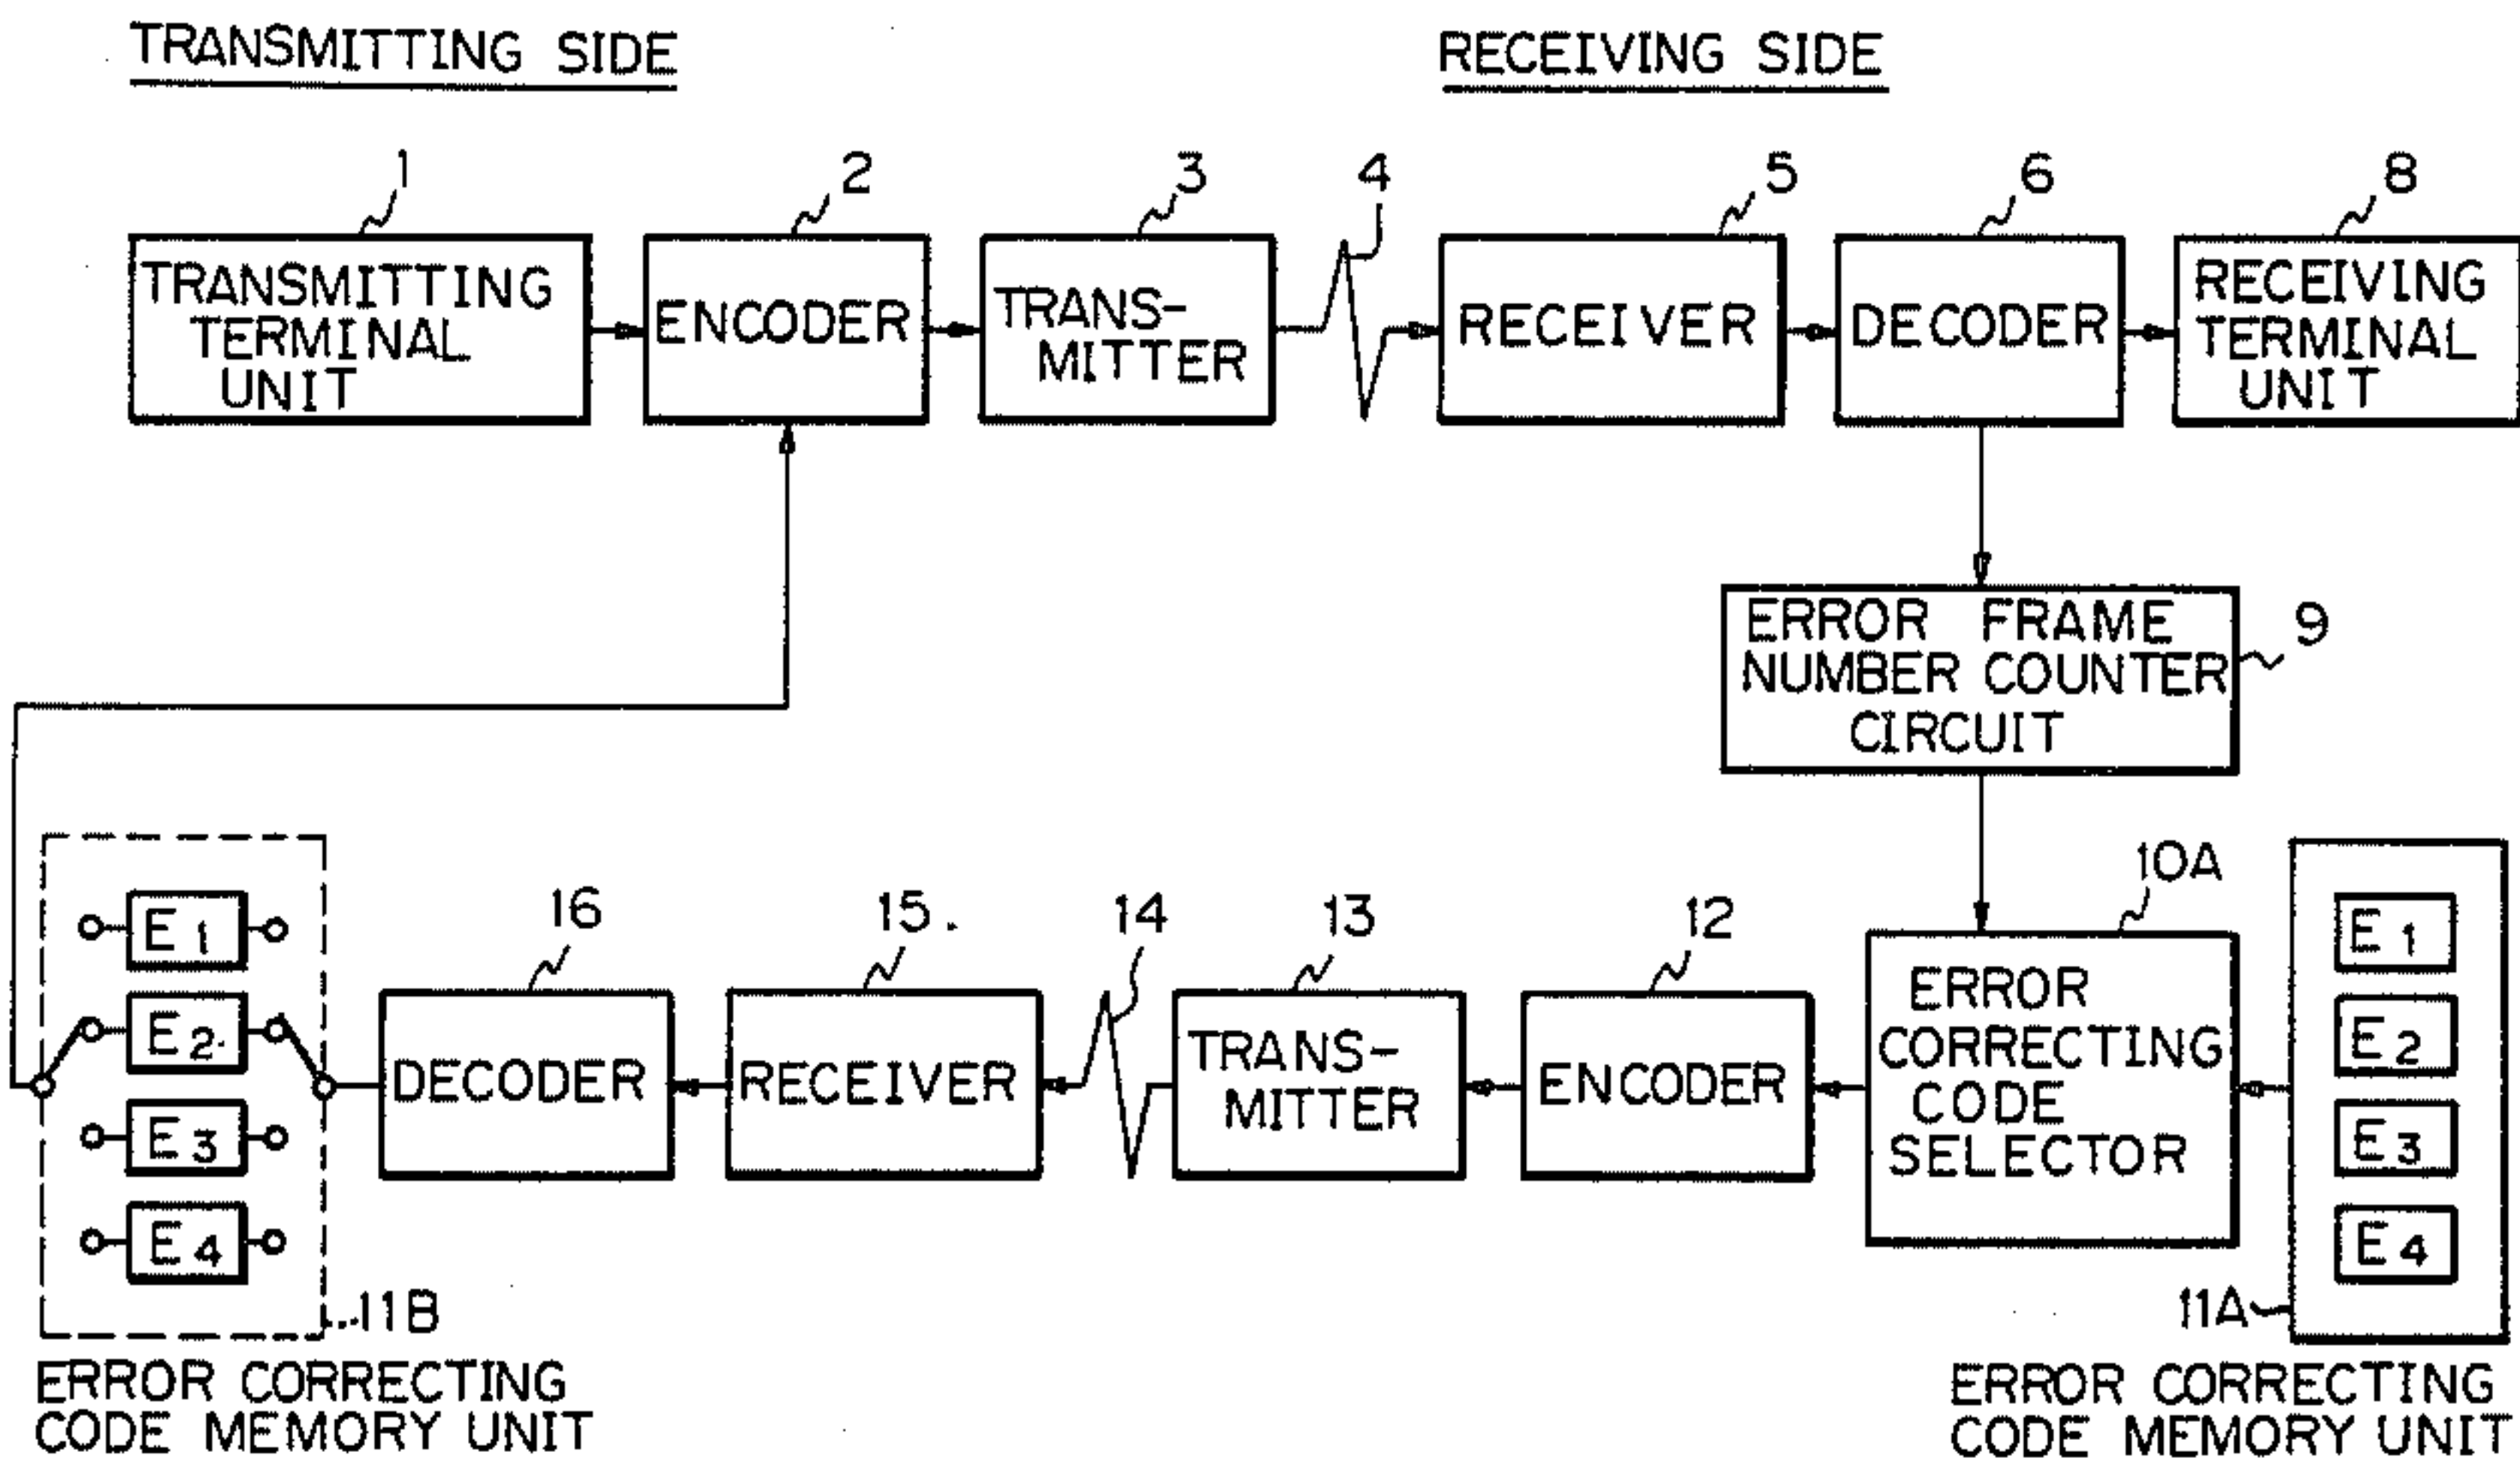 TRANSMITTING SIDE
RECEIVING SIDE
1
2
3
4
5
6
8
TRANSMITTING
TERMINAL
UNIT
ENCODER
TRANS-
MITTER
RECEIVER
DECODER
RECEIVING
TERMINAL
UNIT
ERROR FRAME
NUMBER COUNTER
CIRCUIT
9
10A
16
15
14
13
12
E1
E2
E3
E4
DECODER
RECEIVER
TRANS-
MITTER
ENCODER
ERROR
CORRECTING
CODE
SELECTOR
E1
E2
E3
E4
11B
11A
ERROR CORRECTING
CODE MEMORY UNIT
ERROR CORRECTING
CODE MEMORY UNIT